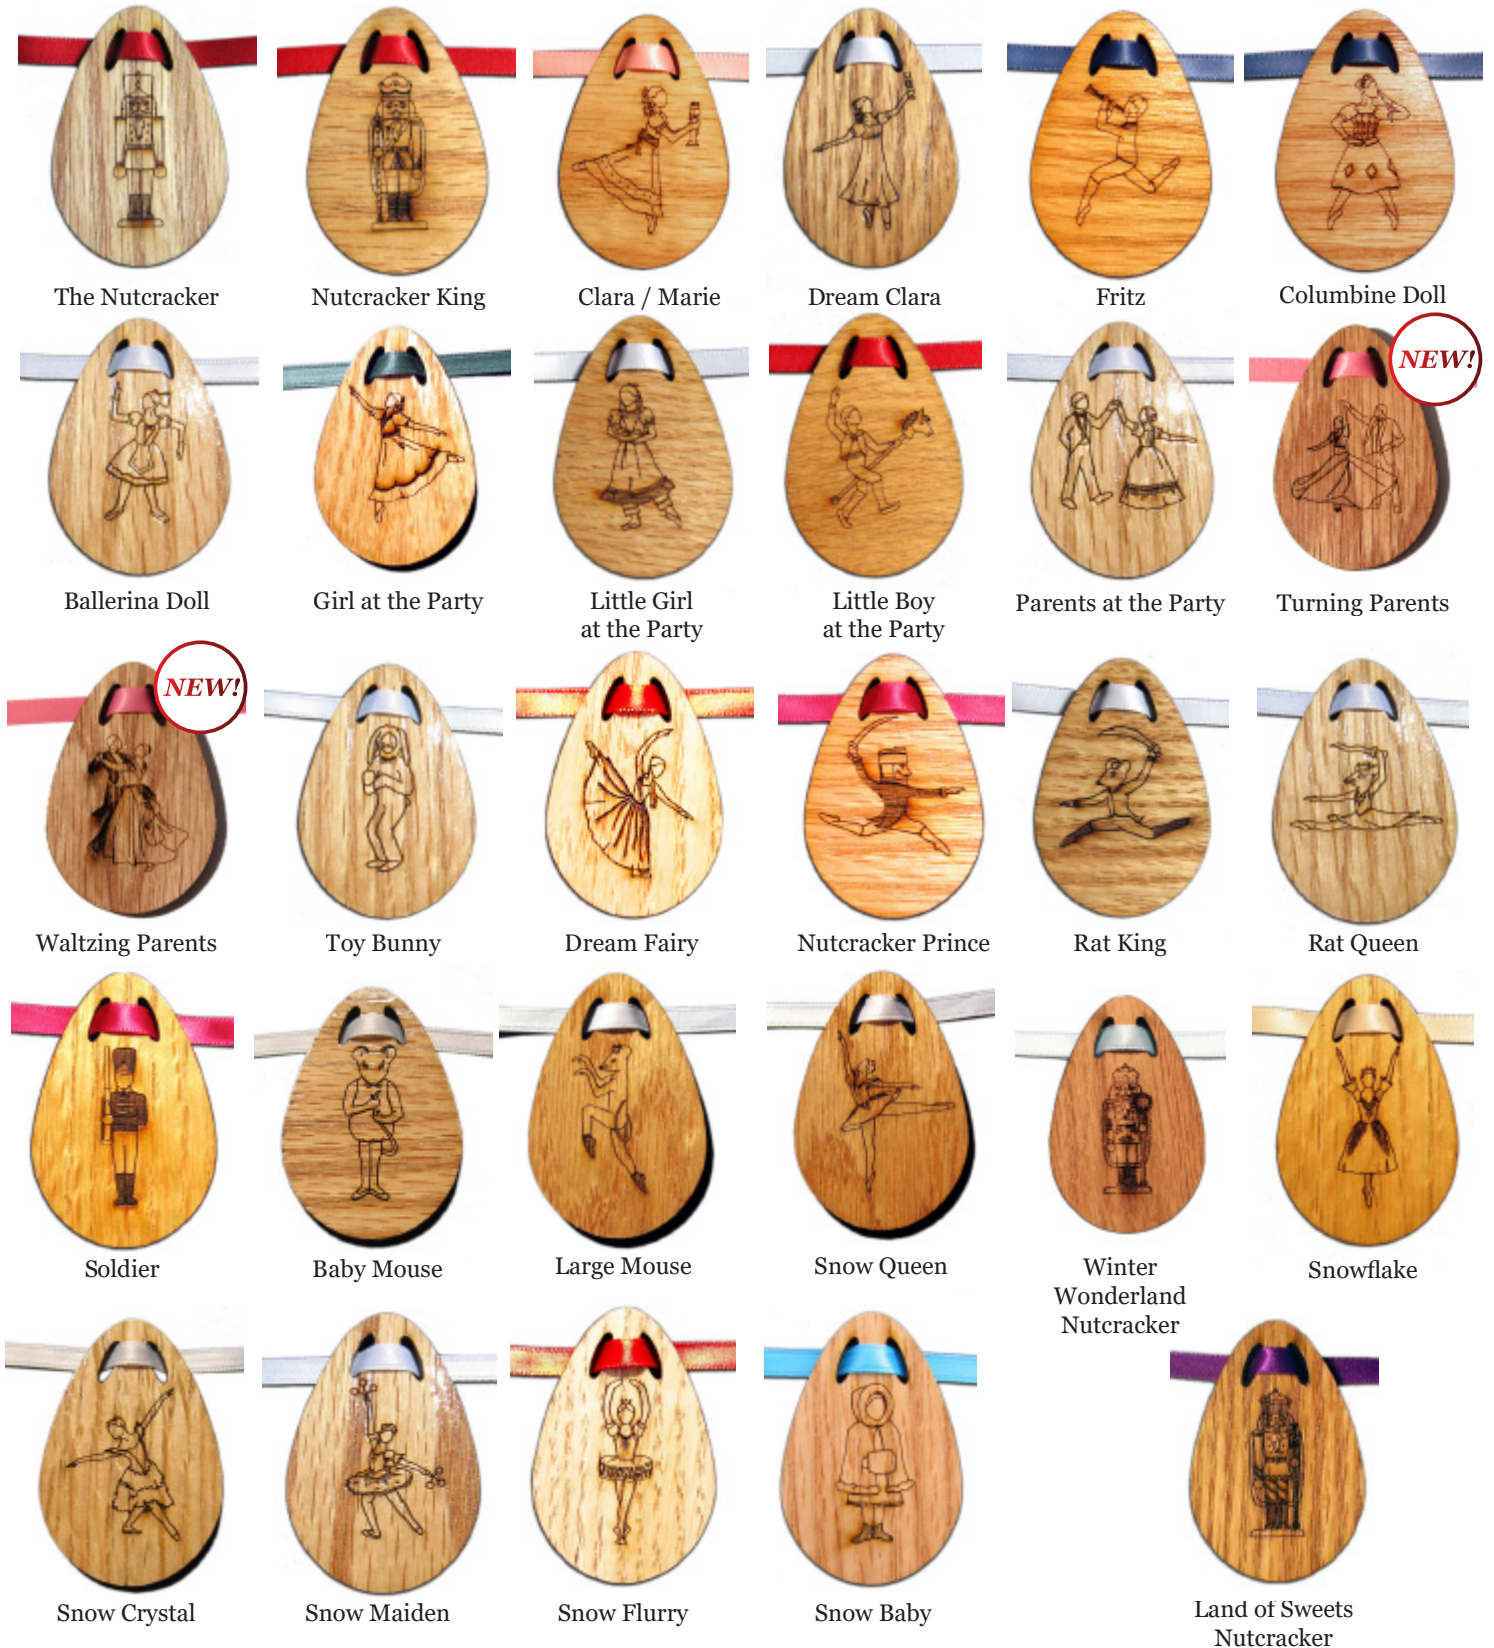 The Nutcracker
Nutcracker King
Clara / Marie
Dream Clara
Fritz
Columbine Doll
NEW!
Ballerina Doll
Girl at the Party
Little Girl
at the Party
Little Boy
at the Party
Parents at the Party
Turning Parents
NEW!
Waltzing Parents
Toy Bunny
Dream Fairy
Nutcracker Prince
Rat King
Rat Queen
Soldier
Baby Mouse
Large Mouse
Snow Queen
Winter
Wonderland
Nutcracker
Snowflake
Snow Crystal
Snow Maiden
Snow Flurry
Snow Baby
Land of Sweets
Nutcracker